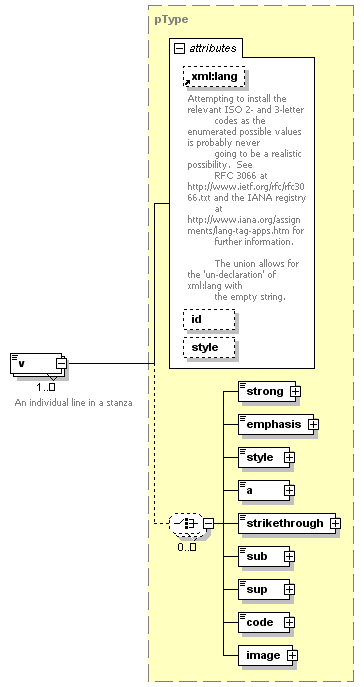 pType
attributes
xml:lang
Attempting to install the
relevant ISO 2- and 3-letter
codes as the
enumerated possible values
is probably never
going to be a realistic
possibility.  See
RFC 3066 at
http://www.ietf.org/rfc/rfc30
66.txt and the IANA registry
at
http://www.iana.org/assign
ments/lang-tag-apps.htm for
further information.
The union allows for
the 'un-declaration' of
xml:lang with
the empty string.
id
style
v
1..
An individual line in a stanza
strong
emphasis
style
a
strikethrough
0..
sub
sup
code
image